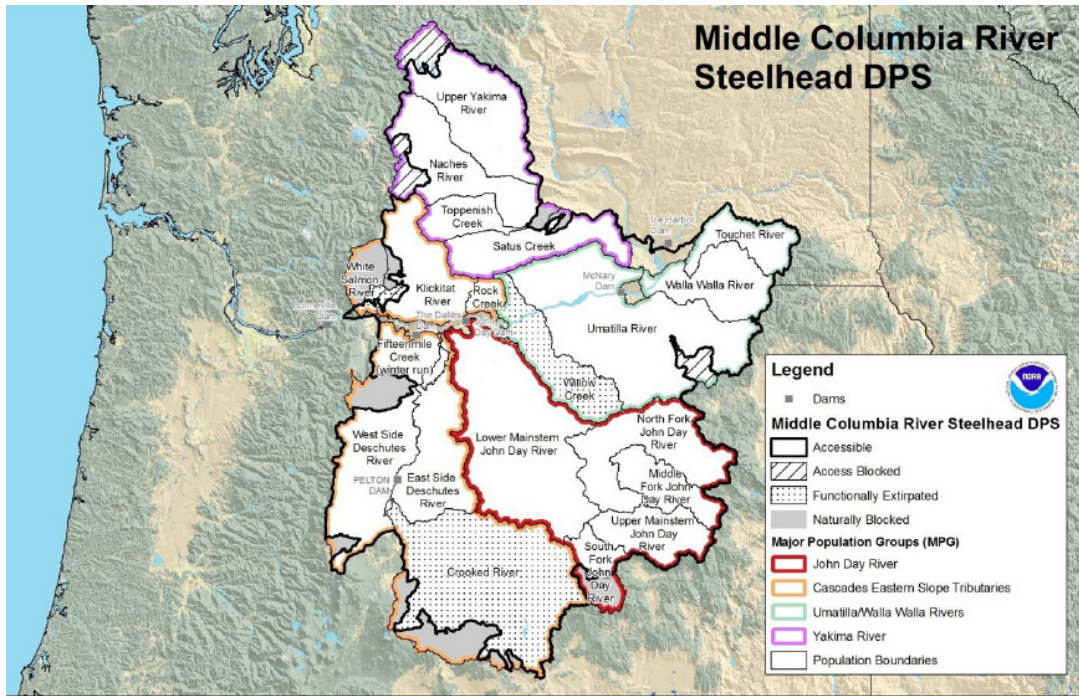 Middle Columbia River
Steelhead DPS
Upper Yakima
River
Naches
River
Toppenish
Creek
Satus Creek
Ice Harbor
Dam
Touchet River
White
Salmon
River
Klickitat
River
Rock
Creek
McNary
Dam
Walla Walla River
Bonneville
Dam
The Dalles
Dam
John
Day Dam
Umatilla River
Fifteenmile
Creek
(winter run)
Willow
Creek
West Side
Deschutes
River
Lower Mainstem
John Day River
North Fork
John Day
River
PELTON
DAM
East Side
Deschutes
River
Middle
Fork John
Day River
Upper Mainstem
John Day
River
South
Fork
John
Day
River
Crooked River
Legend
NOAA
Dams
Middle Columbia River Steelhead DPS
Accessible
Access Blocked
Functionally Extirpated
Naturally Blocked
Major Population Groups (MPG)
John Day River
Cascades Eastern Slope Tributaries
Umatilla/Walla Walla Rivers
Yakima River
Population Boundaries